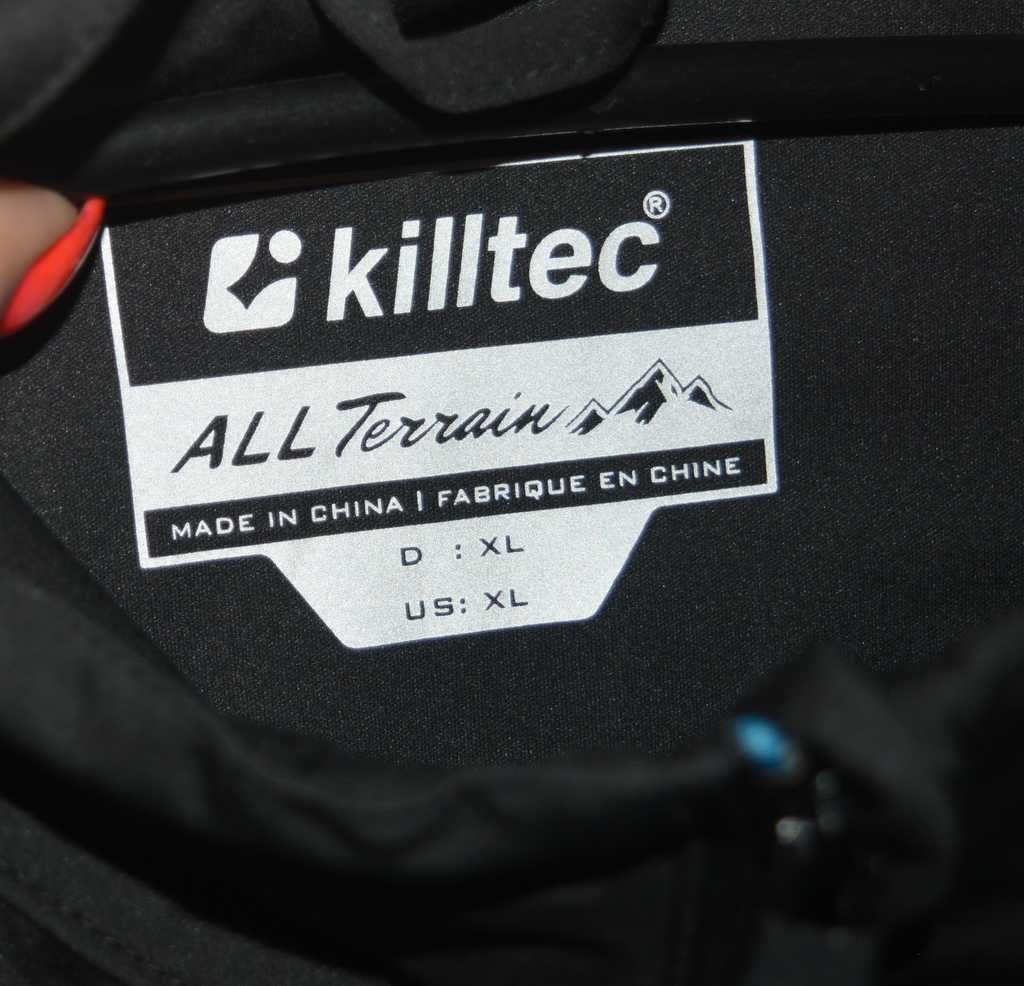 killtec®
ALL Terrain
MADE IN CHINA | FABRIQUE EN CHINE
D : XL
US: XL